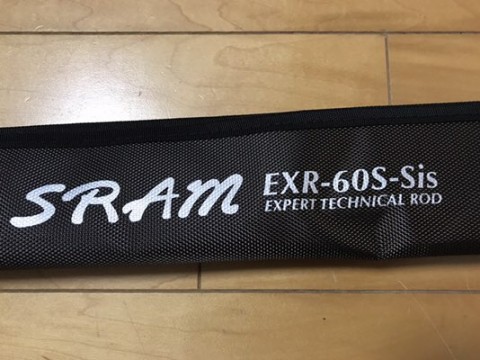 SRAM EXR-60S-Sis
EXPERT TECHNICAL ROD